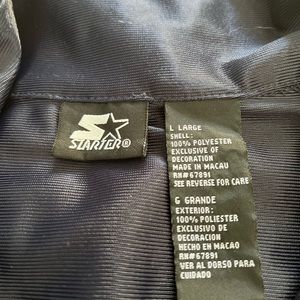 STARTER®
L LARGE
SHELL:
100% POLYESTER
EXCLUSIVE OF
DECORATION
MADE IN MACAU
RN#67891
SEE REVERSE FOR CARE
G GRANDE
EXTERIOR:
100% POLIESTER
EXCLUSIVO DE
DECORACION
HECHO EN MACAO
RN#67891
VER AL DORSO PARA
CUIDADO